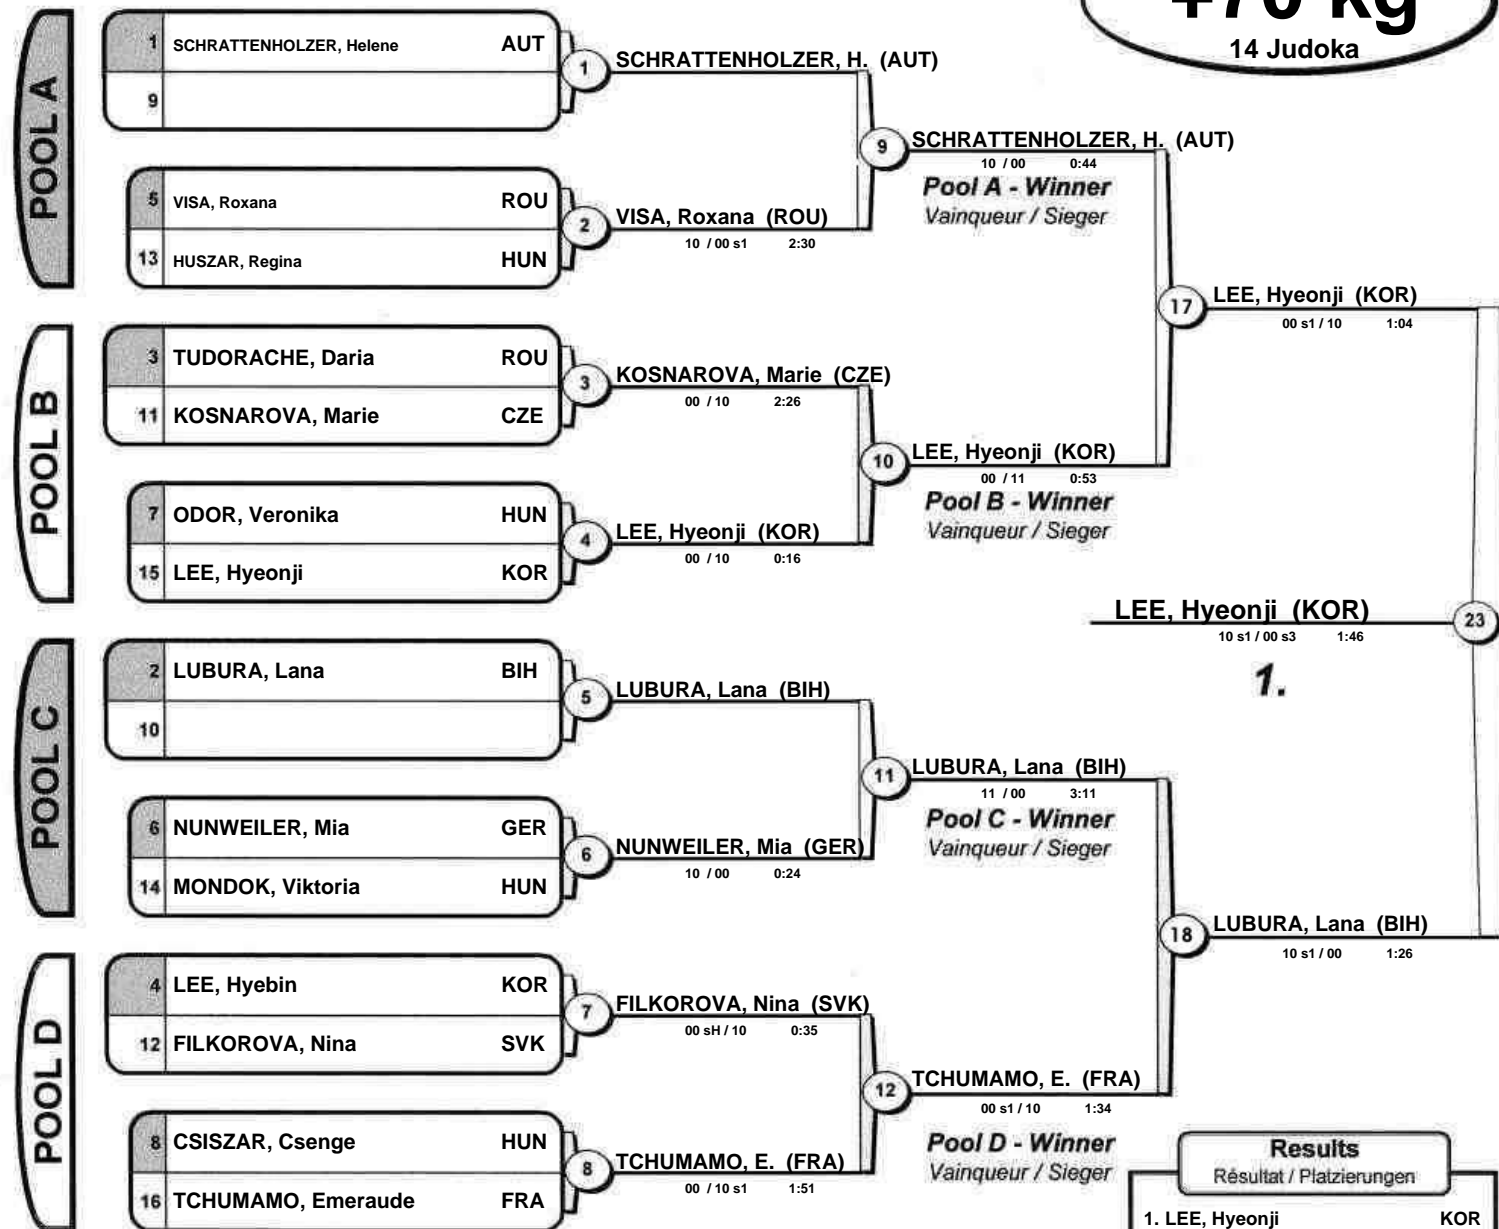 +70 kg
14 Judoka
POOL A
1 SCHRATTENHOLZER, Helene AUT
9
1
SCHRATTENHOLZER, H. (AUT)
5 VISA, Roxana ROU
13 HUSZAR, Regina HUN
2
VISA, Roxana (ROU)
10 / 00 s1 2:30
9
SCHRATTENHOLZER, H. (AUT)
10 / 00 0:44
Pool A - Winner
Vainqueur / Sieger
POOL B
3 TUDORACHE, Daria ROU
11 KOSNAROVA, Marie CZE
3
KOSNAROVA, Marie (CZE)
00 / 10 2:26
7 ODOR, Veronika HUN
15 LEE, Hyeonji KOR
4
LEE, Hyeonji (KOR)
00 / 10 0:16
10
LEE, Hyeonji (KOR)
00 / 11 0:53
Pool B - Winner
Vainqueur / Sieger
17
LEE, Hyeonji (KOR)
00 s1 / 10 1:04
LEE, Hyeonji (KOR)
10 s1 / 00 s3 1:46
23
1.
POOL C
2 LUBURA, Lana BIH
10
5
LUBURA, Lana (BIH)
6 NUNWEILER, Mia GER
14 MONDOK, Viktoria HUN
6
NUNWEILER, Mia (GER)
10 / 00 0:24
11
LUBURA, Lana (BIH)
11 / 00 3:11
Pool C - Winner
Vainqueur / Sieger
POOL D
4 LEE, Hyebin KOR
12 FILKOROVA, Nina SVK
7
FILKOROVA, Nina (SVK)
00 sH / 10 0:35
8 CSISZAR, Csenge HUN
16 TCHUMAMO, Emeraude FRA
8
TCHUMAMO, E. (FRA)
00 / 10 s1 1:51
12
TCHUMAMO, E. (FRA)
00 s1 / 10 1:34
Pool D - Winner
Vainqueur / Sieger
18
LUBURA, Lana (BIH)
10 s1 / 00 1:26
Results
Résultat / Platzierungen
1. LEE, Hyeonji KOR